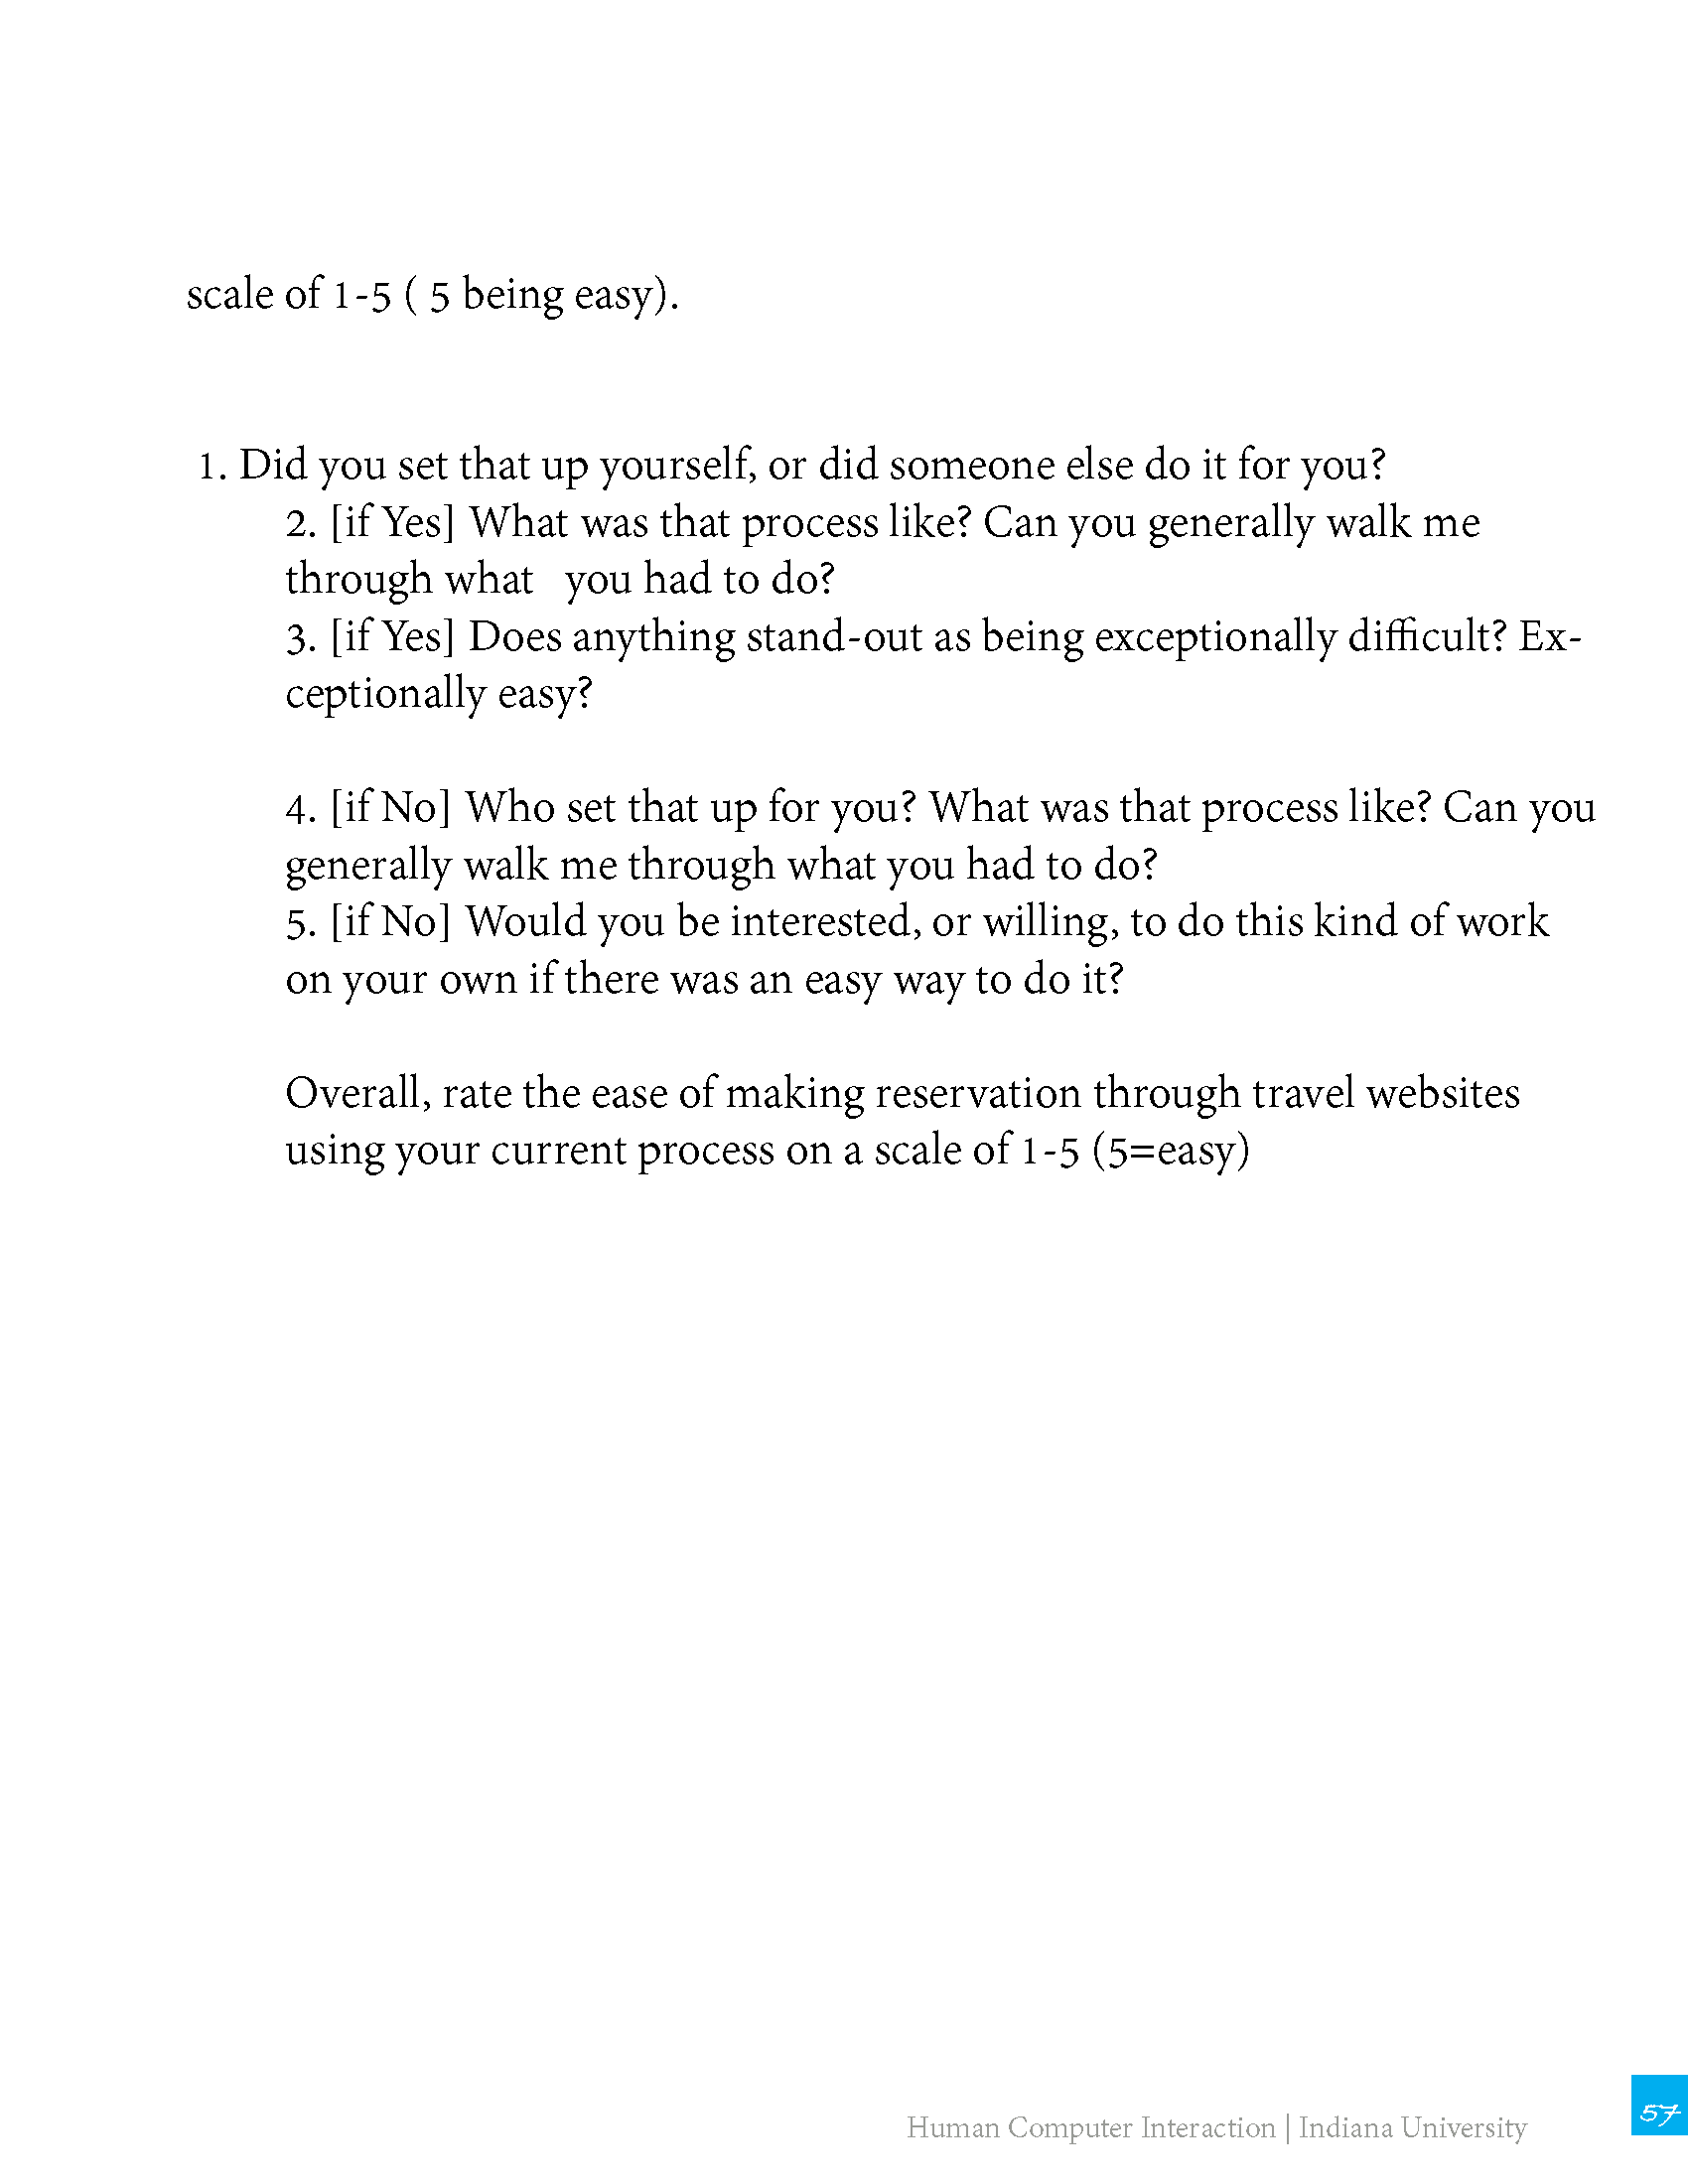 scale of 1-5 ( 5 being easy).
1. Did you set that up yourself, or did someone else do it for you?
2. [if Yes] What was that process like? Can you generally walk me
through what   you had to do?
3. [if Yes] Does anything stand-out as being exceptionally difficult? Ex-
ceptionally easy?
4. [if No] Who set that up for you? What was that process like? Can you
generally walk me through what you had to do?
5. [if No] Would you be interested, or willing, to do this kind of work
on your own if there was an easy way to do it?
Overall, rate the ease of making reservation through travel websites
using your current process on a scale of 1-5 (5=easy)
Human Computer Interaction | Indiana University
57